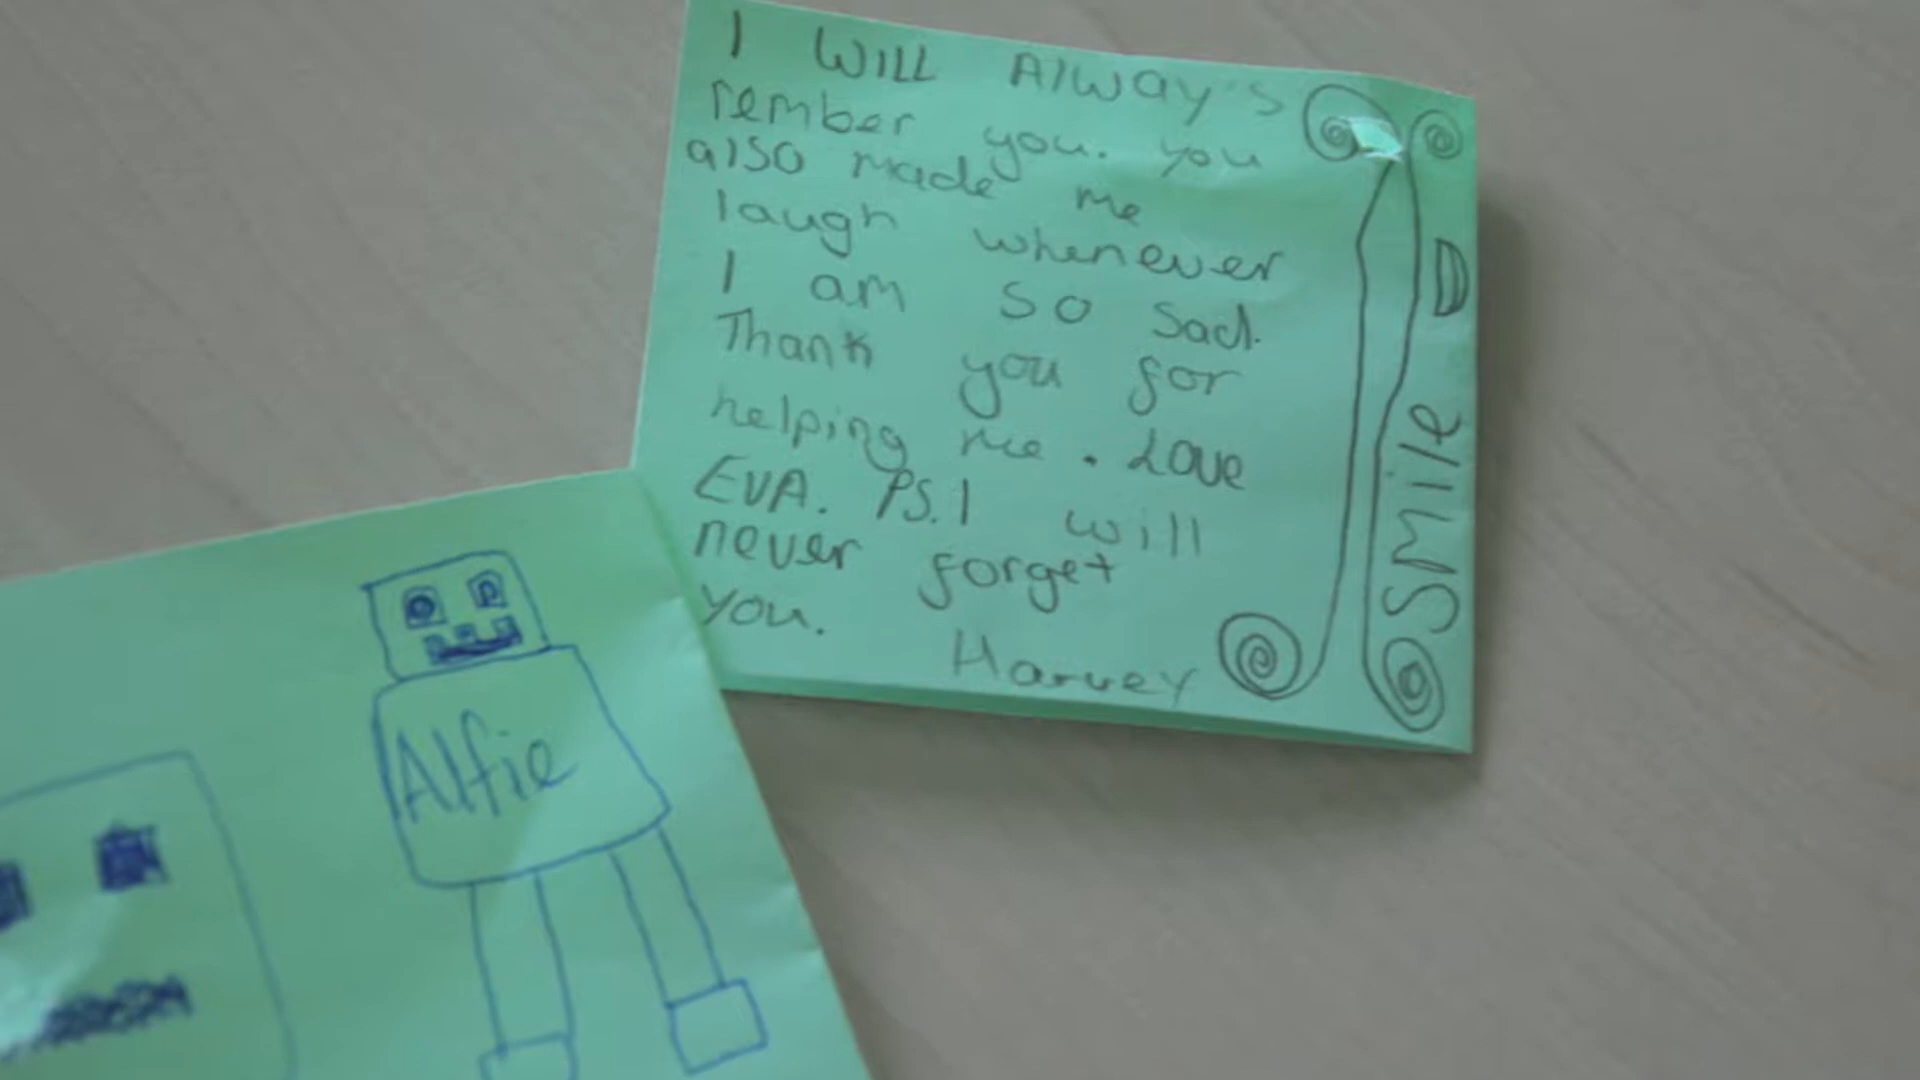 I WILL Always
rember you. you
also made me
laugh whenever
I am so sad.
Thank you for
helping me. Love
EVA. PS. I will
never forget
you.
Harvey
SMilE D
Alfie